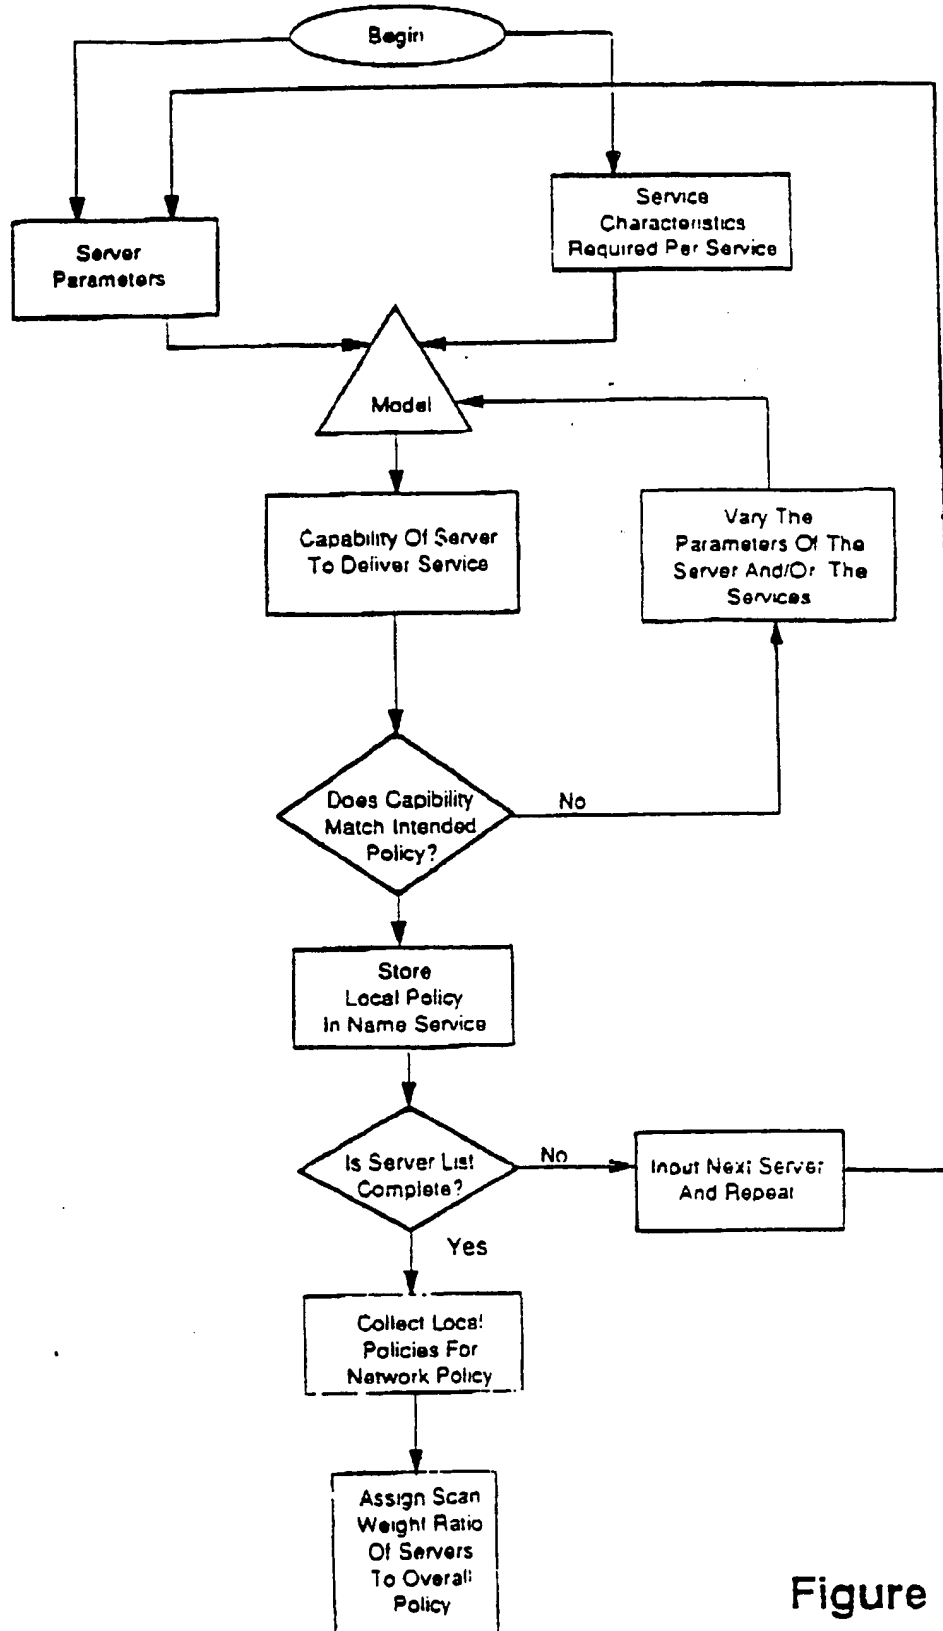 Begin
Service
Characteristics
Required Per Service
Server
Parameters
Model
Capability Of Server
To Deliver Service
Vary The
Parameters Of The
Server And/Or The
Services
Does Capibility
Match Intended
Policy?
No
Store
Local Policy
In Name Service
Is Server List
Complete?
No
Input Next Server
And Repeat
Yes
Collect Local
Policies For
Network Policy
Assign Scan
Weight Ratio
Of Servers
To Overall
Policy
Figure